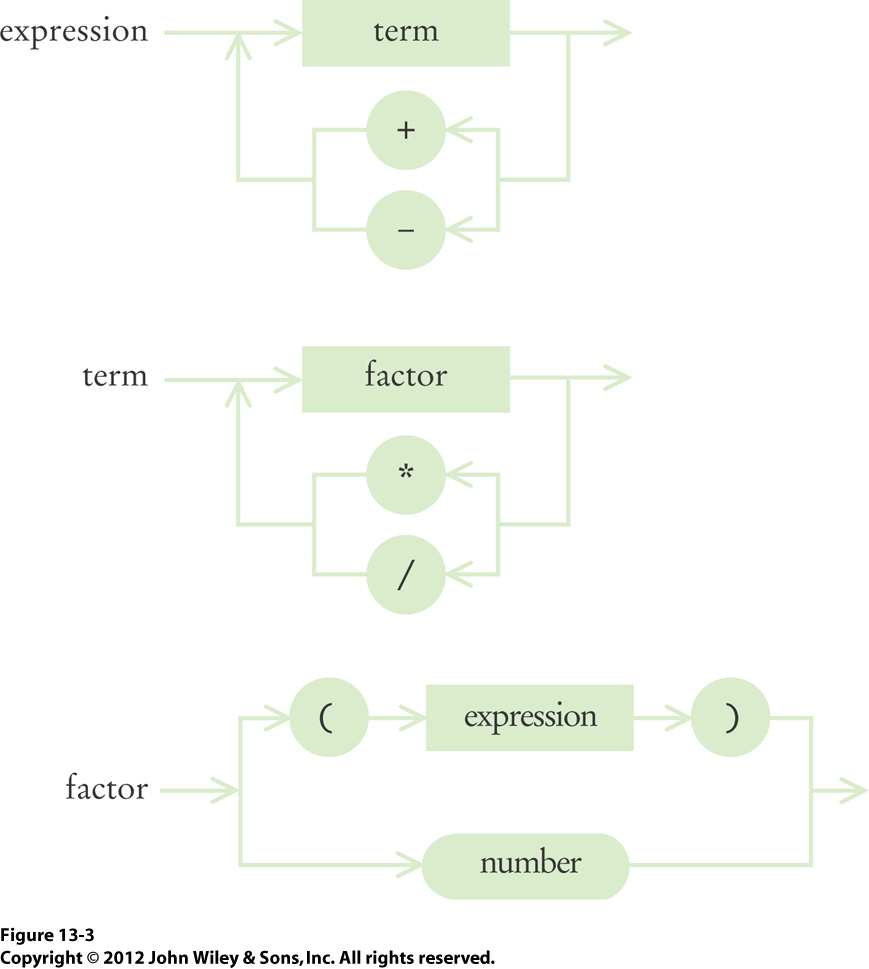 expression term
+
–
term factor
*
/
( expression )
factor
number
Figure 13-3
Copyright © 2012 John Wiley & Sons, Inc. All rights reserved.